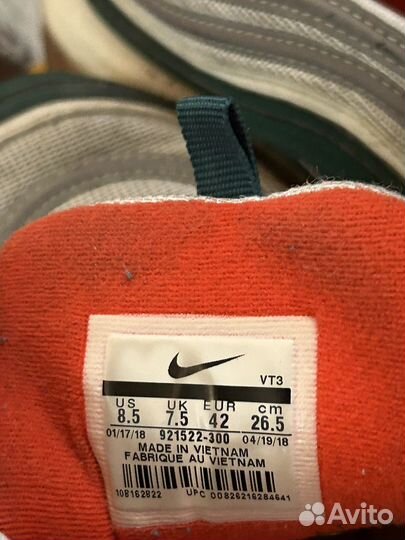 VT3
US UK EUR cm
8.5 7.5 42 26.5
01/17/18 921522-300 04/19/18
MADE IN VIETNAM
FABRIQUE AU VIETNAM
108162822 UPC 00826216284641
Avito